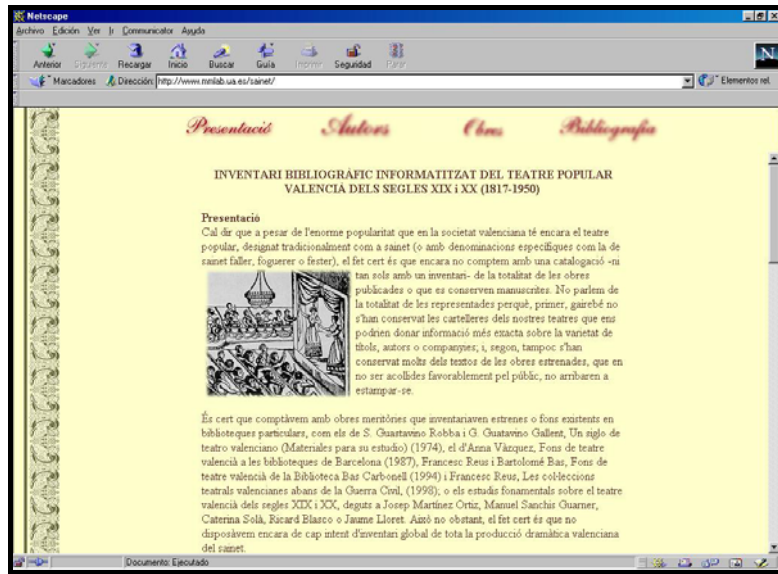 Netscape
Archivo Edición Ver Ir Communicator Ayuda
Anterior Siguiente Recargar Inicio Buscar Guía Imprimir Seguridad Parar
N
Marcadores Dirección: http://www.mmlab.ua.es/sainet/ Elementos rel.
Presentació Autors Obres Bibliografia
INVENTARI BIBLIOGRÀFIC INFORMATITZAT DEL TEATRE POPULAR
VALENCIÀ DELS SEGLES XIX i XX (1817-1950)
Presentació
Cal dir que a pesar de l'enorme popularitat que en la societat valenciana té encara el teatre
popular, designat tradicionalment com a sainet (o amb denominacions específiques com la de
sainet faller, foguerer o fester), el fet cert és que encara no comptem amb una catalogació -ni
tan sols amb un inventari- de la totalitat de les obres
publicades o que es conserven manuscrites. No parlem de
la totalitat de les representades perquè, primer, gairebé no
s'han conservat les cartelleres dels nostres teatres que ens
podrien donar informació més exacta sobre la varietat de
títols, autors o companyies; i, segon, tampoc s'han
conservat molts dels textos de les obres estrenades, que en
no ser acollides favorablement pel públic, no arribaren a
estampar-se.
És cert que comptàvem amb obres meritòries que inventariaven estrenes o fons existents en
biblioteques particulars, com els de S. Guastavino Robba i G. Guatavino Gallent, Un siglo de
teatro valenciano (Materiales para su estudio) (1974), el d'Anna Vàzquez, Fons de teatre
valencià a les biblioteques de Barcelona (1987), Francesc Reus i Bartolomé Bas, Fons de
teatre valencià de la Biblioteca Bas Carbonell (1994) i Francesc Reus, Les col·leccions
teatrals valencianes abans de la Guerra Civil, (1998); o els estudis fonamentals sobre el teatre
valencià dels segles XIX i XX, deguts a Josep Martínez Ortiz, Manuel Sanchis Guarner,
Caterina Solà, Ricard Blasco o Jaume Lloret. Això no obstant, el fet cert és que no
disposàvem encara de cap intent d'inventari global de tota la producció dramàtica valenciana
del sainet.
Documento: Ejecutado